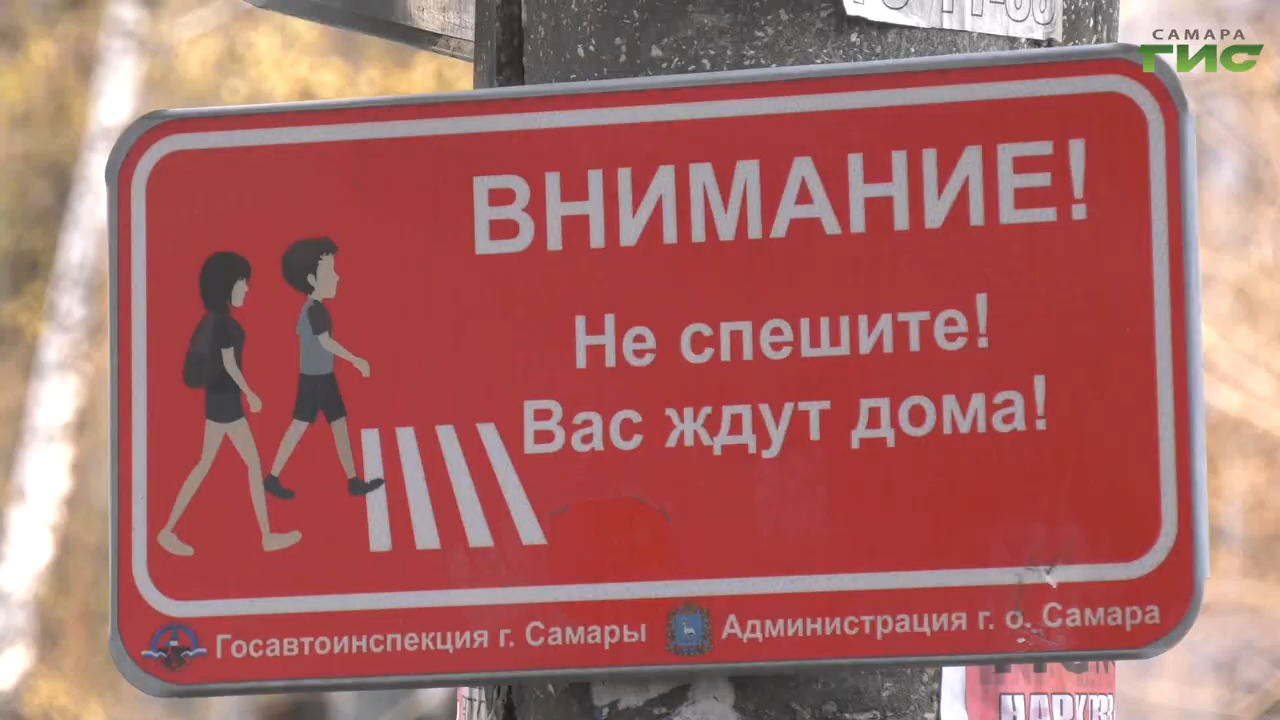 САМАРА
ГИС
ВНИМАНИЕ!
Не спешите!
Вас ждут дома!
Госавтоинспекция г. Самары
Администрация г. о. Самара